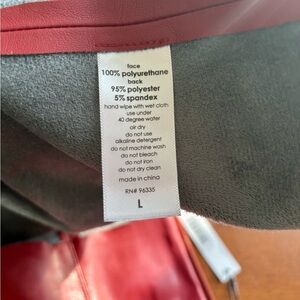 face
100% polyurethane
back
95% polyester
5% spandex
hand wipe with wet cloth
use under
40 degree water
air dry
do not use
alkaline detergent
do not machine wash
do not bleach
do not iron
do not dry clean
made in china
RN# 96335
L